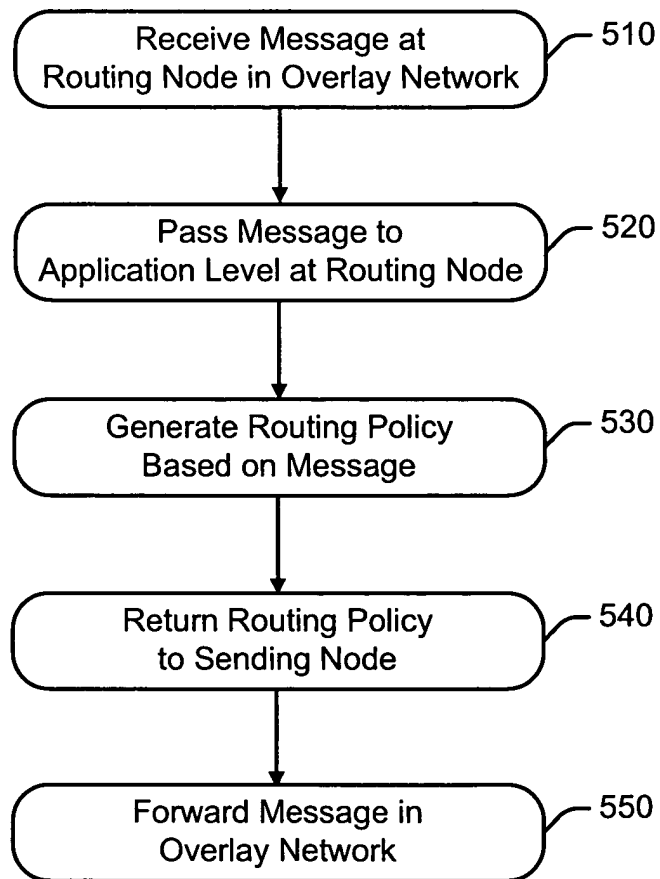 Receive Message at
Routing Node in Overlay Network
510
Pass Message to
Application Level at Routing Node
520
Generate Routing Policy
Based on Message
530
Return Routing Policy
to Sending Node
540
Forward Message in
Overlay Network
550